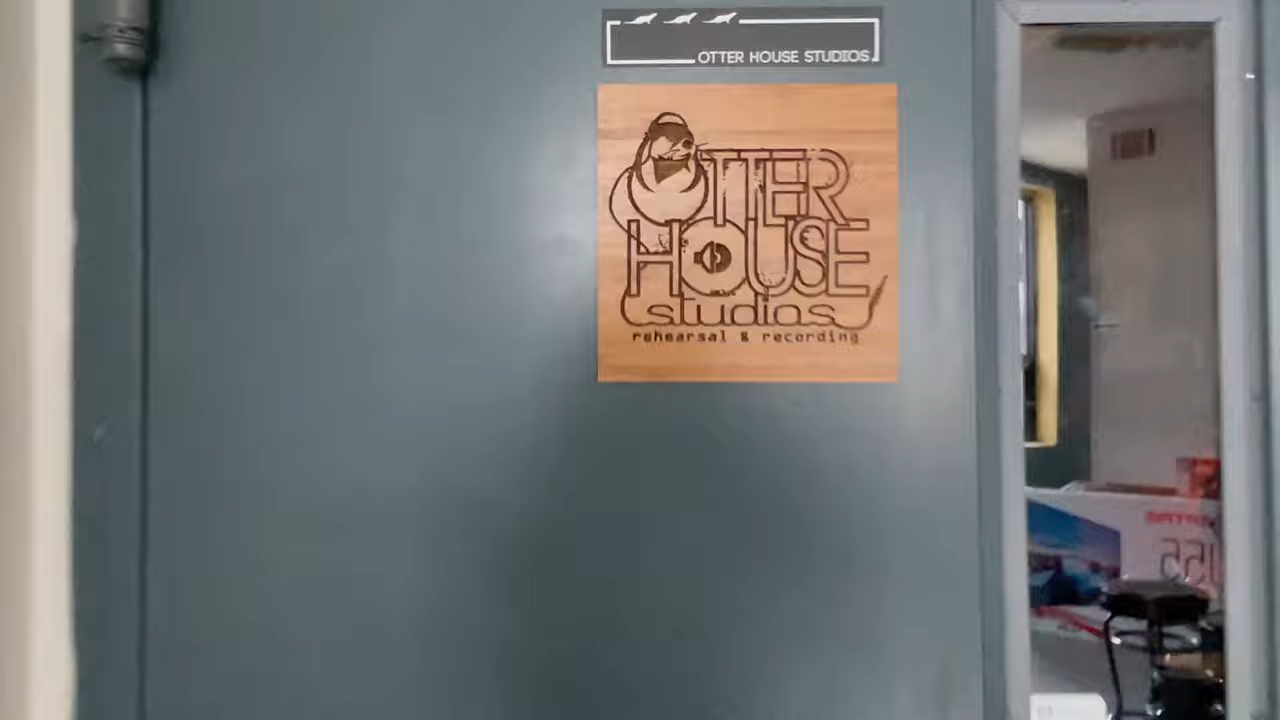 OTTER HOUSE STUDIOS
OTTER
HOUSE
studios
rehearsal & recording